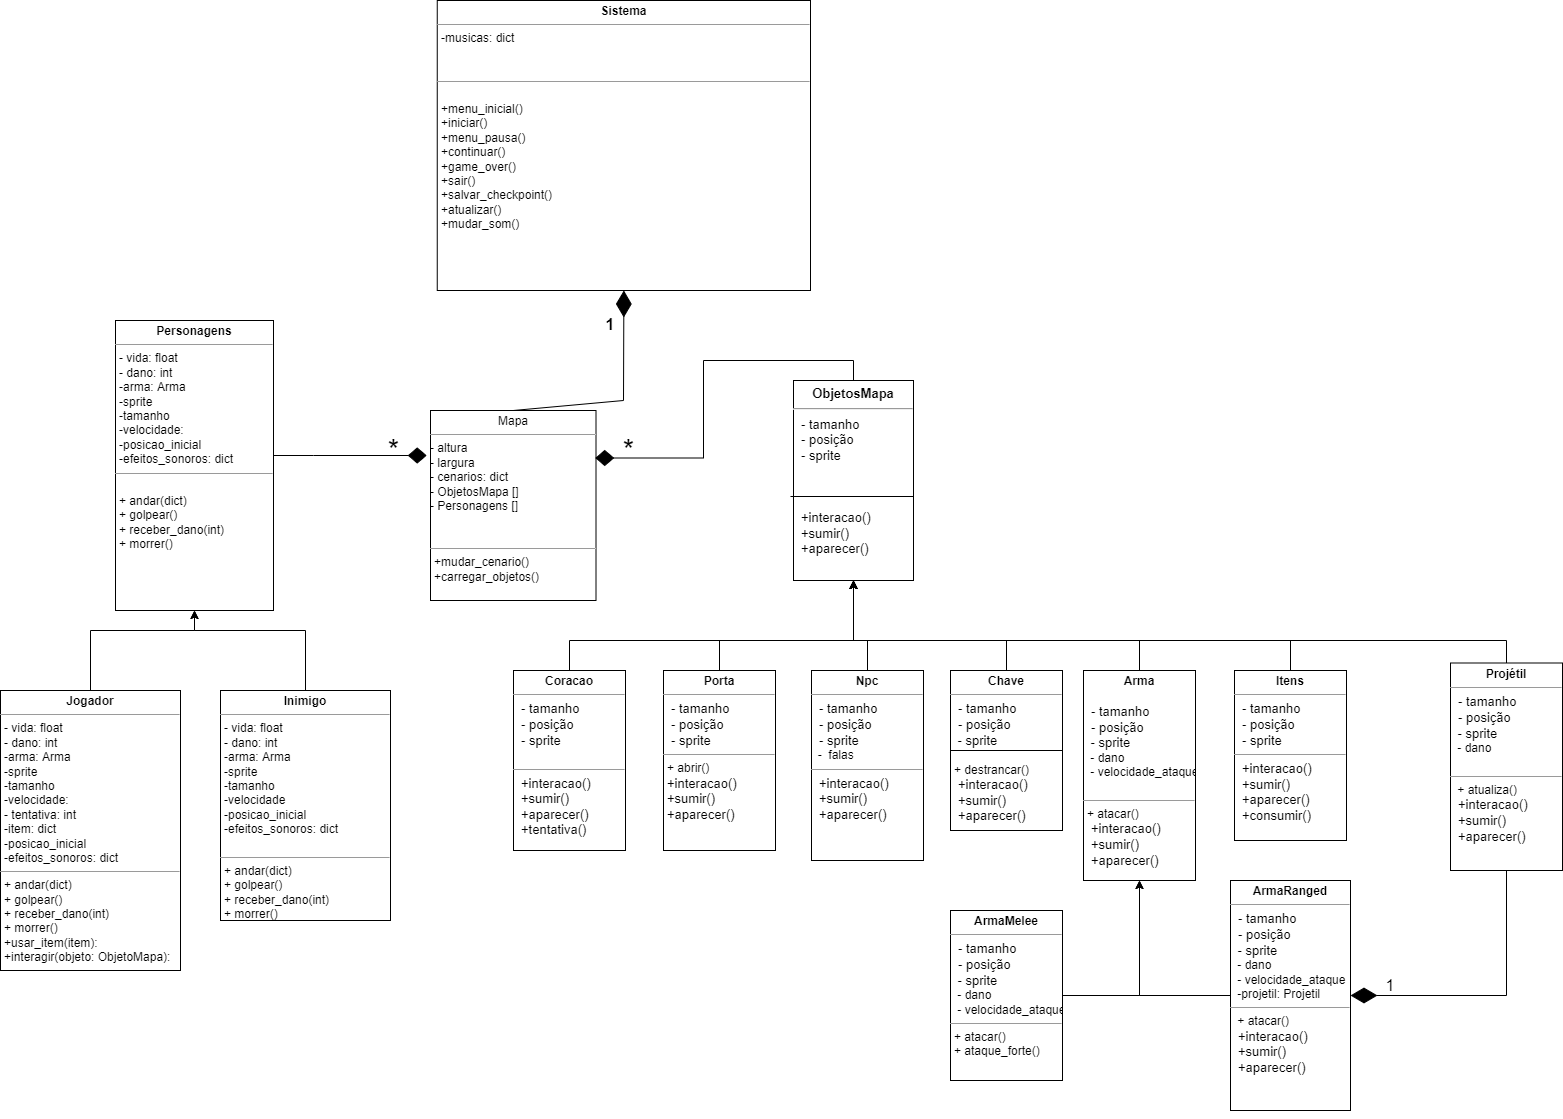 Sistema
-musicas: dict
+menu_inicial()
+iniciar()
+menu_pausa()
+continuar()
+game_over()
+sair()
+salvar_checkpoint()
+atualizar()
+mudar_som()
1
Personagens
- vida: float
- dano: int
-arma: Arma
-sprite
-tamanho
-velocidade:
-posicao_inicial
-efeitos_sonoros: dict
+ andar(dict)
+ golpear()
+ receber_dano(int)
+ morrer()
*
Mapa
- altura
- largura
- cenarios: dict
- ObjetosMapa []
- Personagens []
+mudar_cenario()
+carregar_objetos()
*
ObjetosMapa
- tamanho
- posição
- sprite
+interacao()
+sumir()
+aparecer()
Jogador
- vida: float
- dano: int
-arma: Arma
-sprite
-tamanho
-velocidade:
- tentativa: int
-item: dict
-posicao_inicial
-efeitos_sonoros: dict
+ andar(dict)
+ golpear()
+ receber_dano(int)
+ morrer()
+usar_item(item):
+interagir(objeto: ObjetoMapa):
Inimigo
- vida: float
- dano: int
-arma: Arma
-sprite
-tamanho
-velocidade
-posicao_inicial
-efeitos_sonoros: dict
+ andar(dict)
+ golpear()
+ receber_dano(int)
+ morrer()
Coracao
- tamanho
- posição
- sprite
+interacao()
+sumir()
+aparecer()
+tentativa()
Porta
- tamanho
- posição
- sprite
+ abrir()
+interacao()
+sumir()
+aparecer()
Npc
- tamanho
- posição
- sprite
- falas
+interacao()
+sumir()
+aparecer()
Chave
- tamanho
- posição
- sprite
+ destrancar()
+interacao()
+sumir()
+aparecer()
Arma
- tamanho
- posição
- sprite
- dano
- velocidade_ataque
+ atacar()
+interacao()
+sumir()
+aparecer()
Itens
- tamanho
- posição
- sprite
+interacao()
+sumir()
+aparecer()
+consumir()
Projétil
- tamanho
- posição
- sprite
- dano
+ atualiza()
+interacao()
+sumir()
+aparecer()
ArmaMelee
- tamanho
- posição
- sprite
- dano
- velocidade_ataque
+ atacar()
+ ataque_forte()
ArmaRanged
- tamanho
- posição
- sprite
- dano
- velocidade_ataque
-projetil: Projetil
+ atacar()
+interacao()
+sumir()
+aparecer()
1